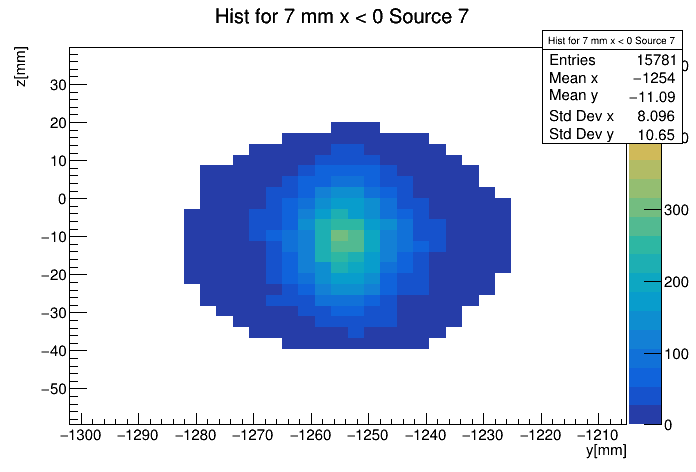 Hist for 7 mm x < 0 Source 7
z[mm]
Hist for 7 mm x < 0 Source 7
Entries 15781
Mean x −1254
Mean y −11.09
Std Dev x 8.096
Std Dev y 10.65
30
20
10
0
−10
−20
−30
−40
−50
0
0
300
200
100
0
−1300 −1290 −1280 −1270 −1260 −1250 −1240 −1230 −1220 −1210
y[mm]